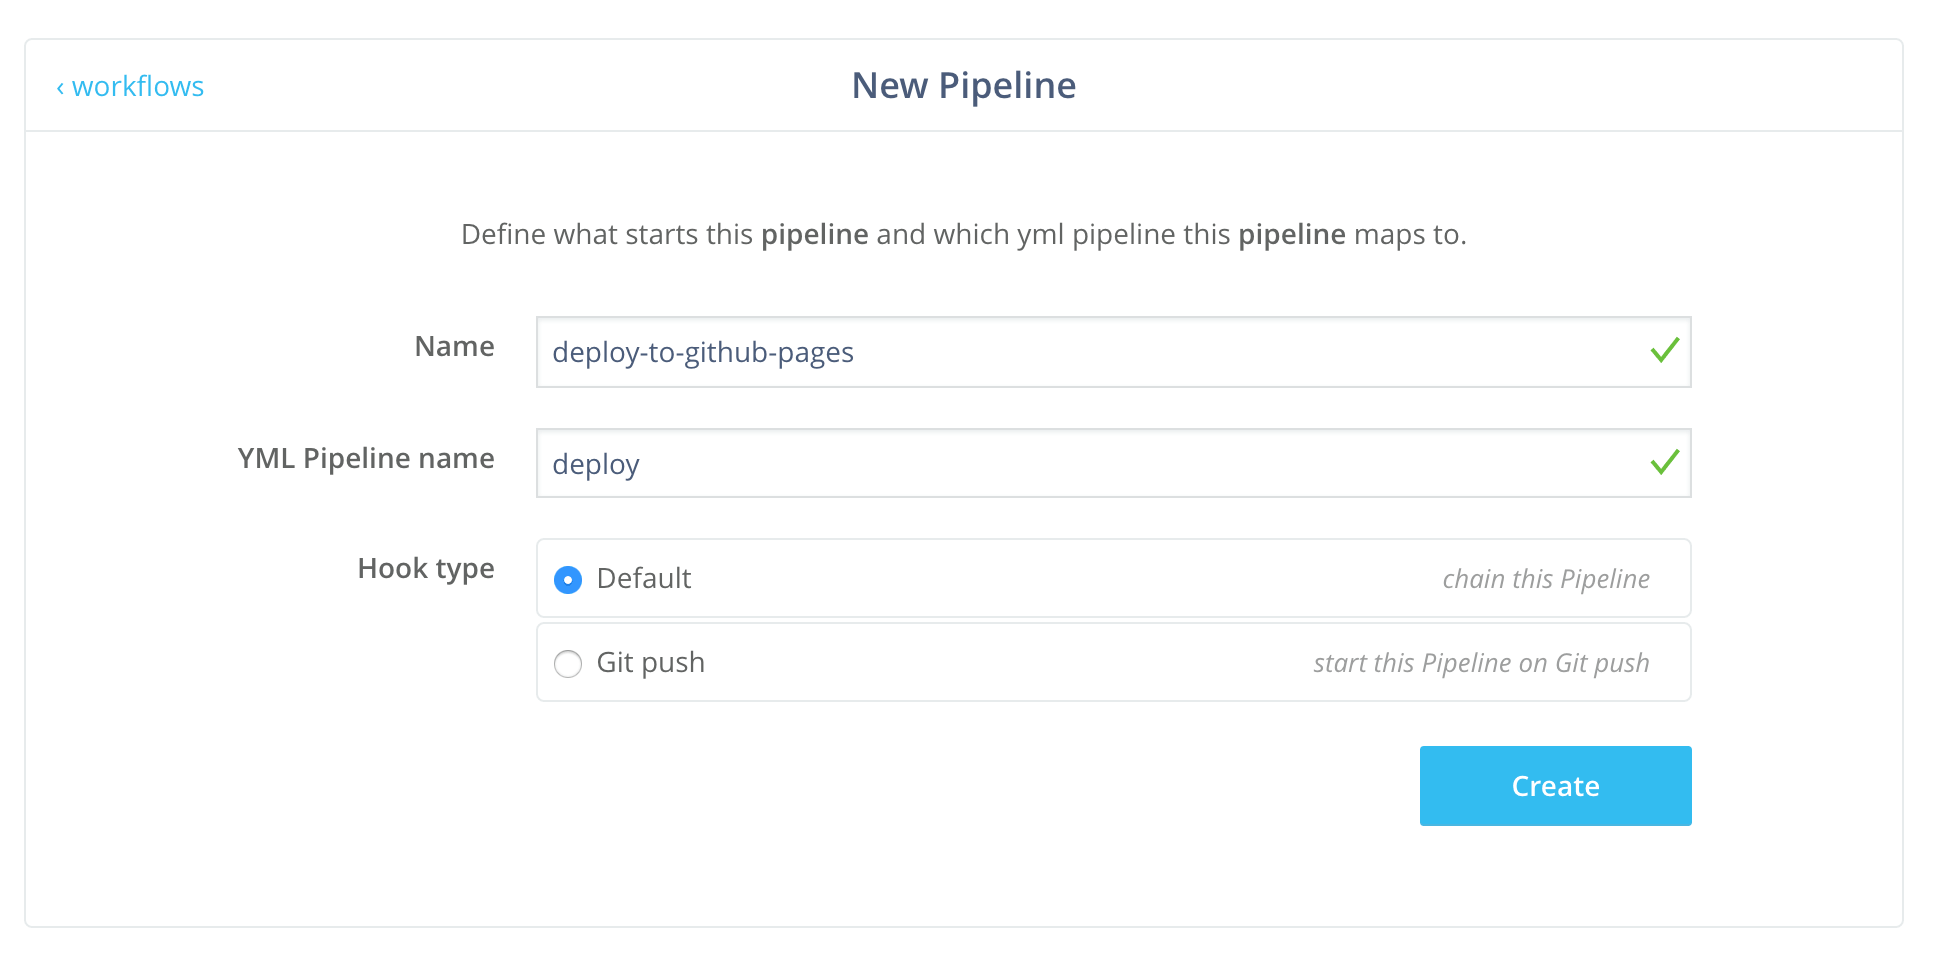 ‹ workflows
New Pipeline
Define what starts this pipeline and which yml pipeline this pipeline maps to.
Name
deploy-to-github-pages
YML Pipeline name
deploy
Hook type
Default
chain this Pipeline
Git push
start this Pipeline on Git push
Create